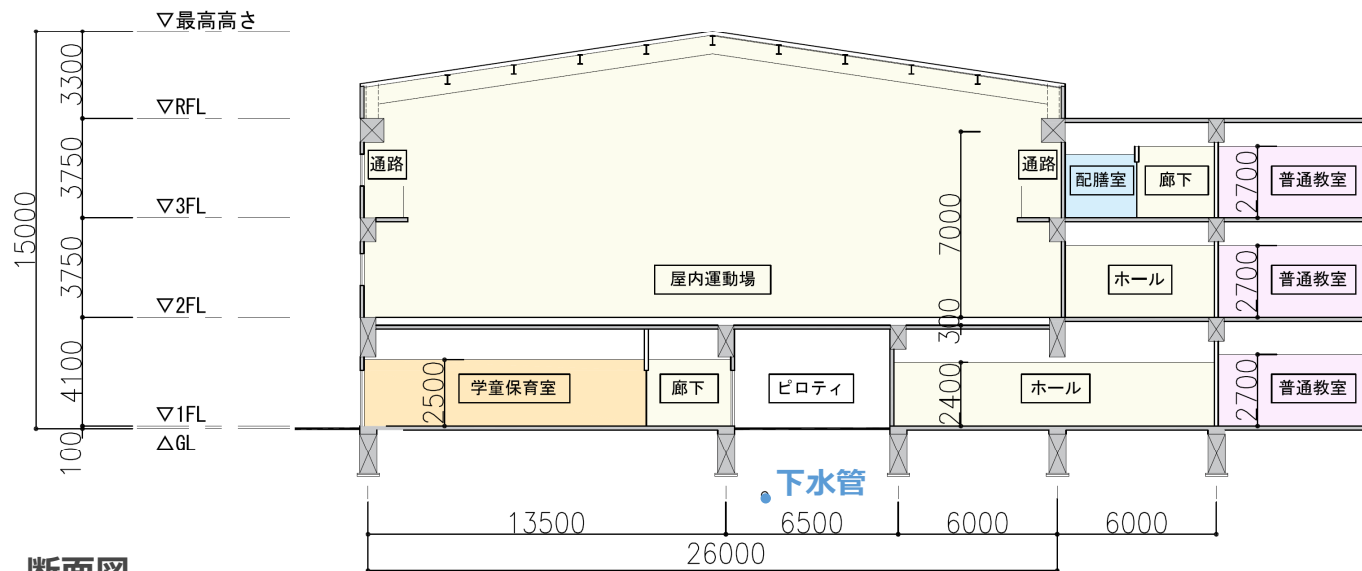 ▽最高高さ
3300
▽RFL
3750
通路
通路
配膳室
廊下
2700
普通教室
▽3FL
15000
3750
7000
屋内運動場
ホール
2700
普通教室
▽2FL
300
4100
2500
学童保育室
廊下
ピロティ
2400
ホール
2700
普通教室
▽1FL
100
△GL
下水管
13500
6500
6000
6000
26000
断面図